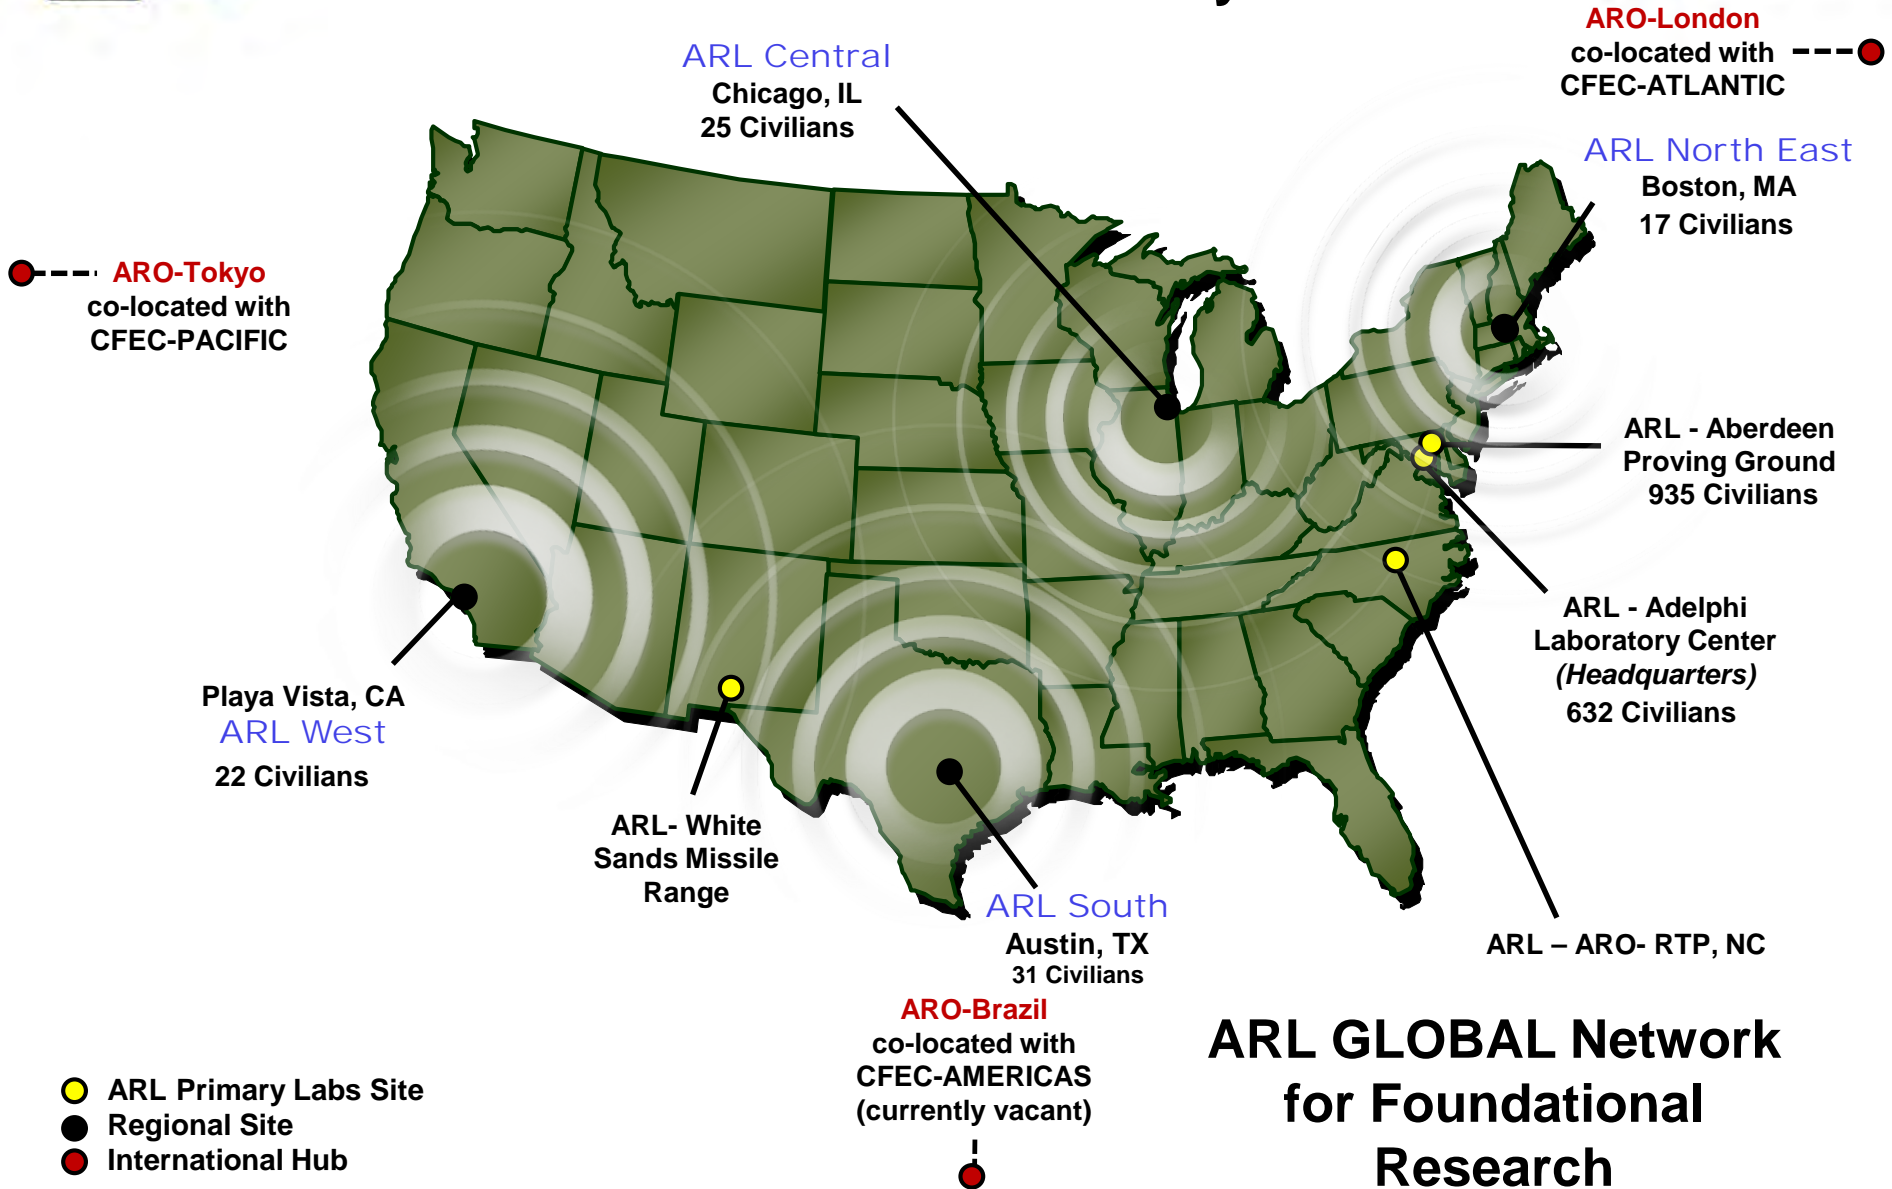 ARO-London
co-located with
CFEC-ATLANTIC
ARL Central
Chicago, IL
25 Civilians
ARL North East
Boston, MA
17 Civilians
ARO-Tokyo
co-located with
CFEC-PACIFIC
ARL - Aberdeen
Proving Ground
935 Civilians
ARL - Adelphi
Laboratory Center
(Headquarters)
632 Civilians
Playa Vista, CA
ARL West
22 Civilians
ARL- White
Sands Missile
Range
ARL South
Austin, TX
31 Civilians
ARL – ARO- RTP, NC
ARO-Brazil
co-located with
CFEC-AMERICAS
(currently vacant)
ARL GLOBAL Network
for Foundational
Research
ARL Primary Labs Site
Regional Site
International Hub